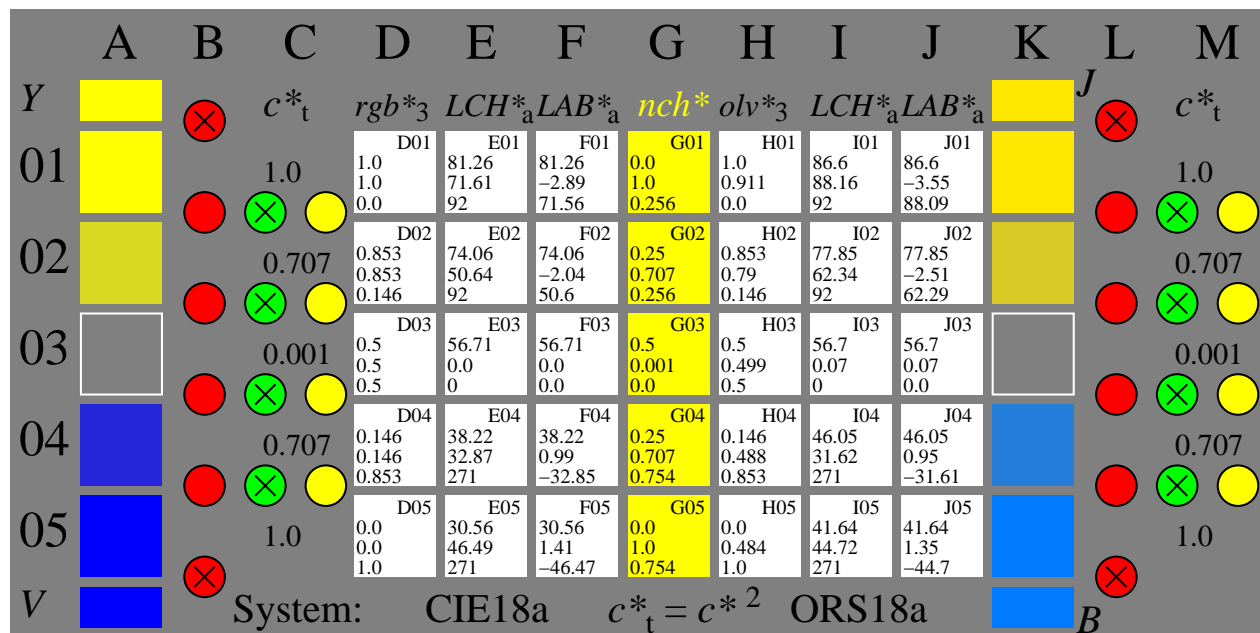 A B C D E F G H I J K L M
Y c*t rgb*3 LCH*a LAB*a nch* olv*3 LCH*a LAB*a J c*t
01 1.0 D01 E01 F01 G01 H01 I01 J01 1.0
1.0 81.26 81.26 0.0 1.0 86.6 86.6
1.0 71.61 −2.89 1.0 0.911 88.16 −3.55
0.0 92 71.56 0.256 0.0 92 88.09
02 0.707 D02 E02 F02 G02 H02 I02 J02 0.707
0.853 74.06 74.06 0.25 0.853 77.85 77.85
0.853 50.64 −2.04 0.707 0.79 62.34 −2.51
0.146 92 50.6 0.256 0.146 92 62.29
03 0.001 D03 E03 F03 G03 H03 I03 J03 0.001
0.5 56.71 56.71 0.5 0.5 56.7 56.7
0.5 0.0 0.0 0.001 0.499 0.07 0.07
0.5 0 0.0 0.0 0.5 0 0.0
04 0.707 D04 E04 F04 G04 H04 I04 J04 0.707
0.146 38.22 38.22 0.25 0.146 46.05 46.05
0.146 32.87 0.99 0.707 0.488 31.62 0.95
0.853 271 −32.85 0.754 0.853 271 −31.61
05 1.0 D05 E05 F05 G05 H05 I05 J05 1.0
0.0 30.56 30.56 0.0 0.0 41.64 41.64
0.0 46.49 1.41 1.0 0.484 44.72 1.35
1.0 271 −46.47 0.754 1.0 271 −44.7
V System: CIE18a c*t = c* 2 ORS18a B